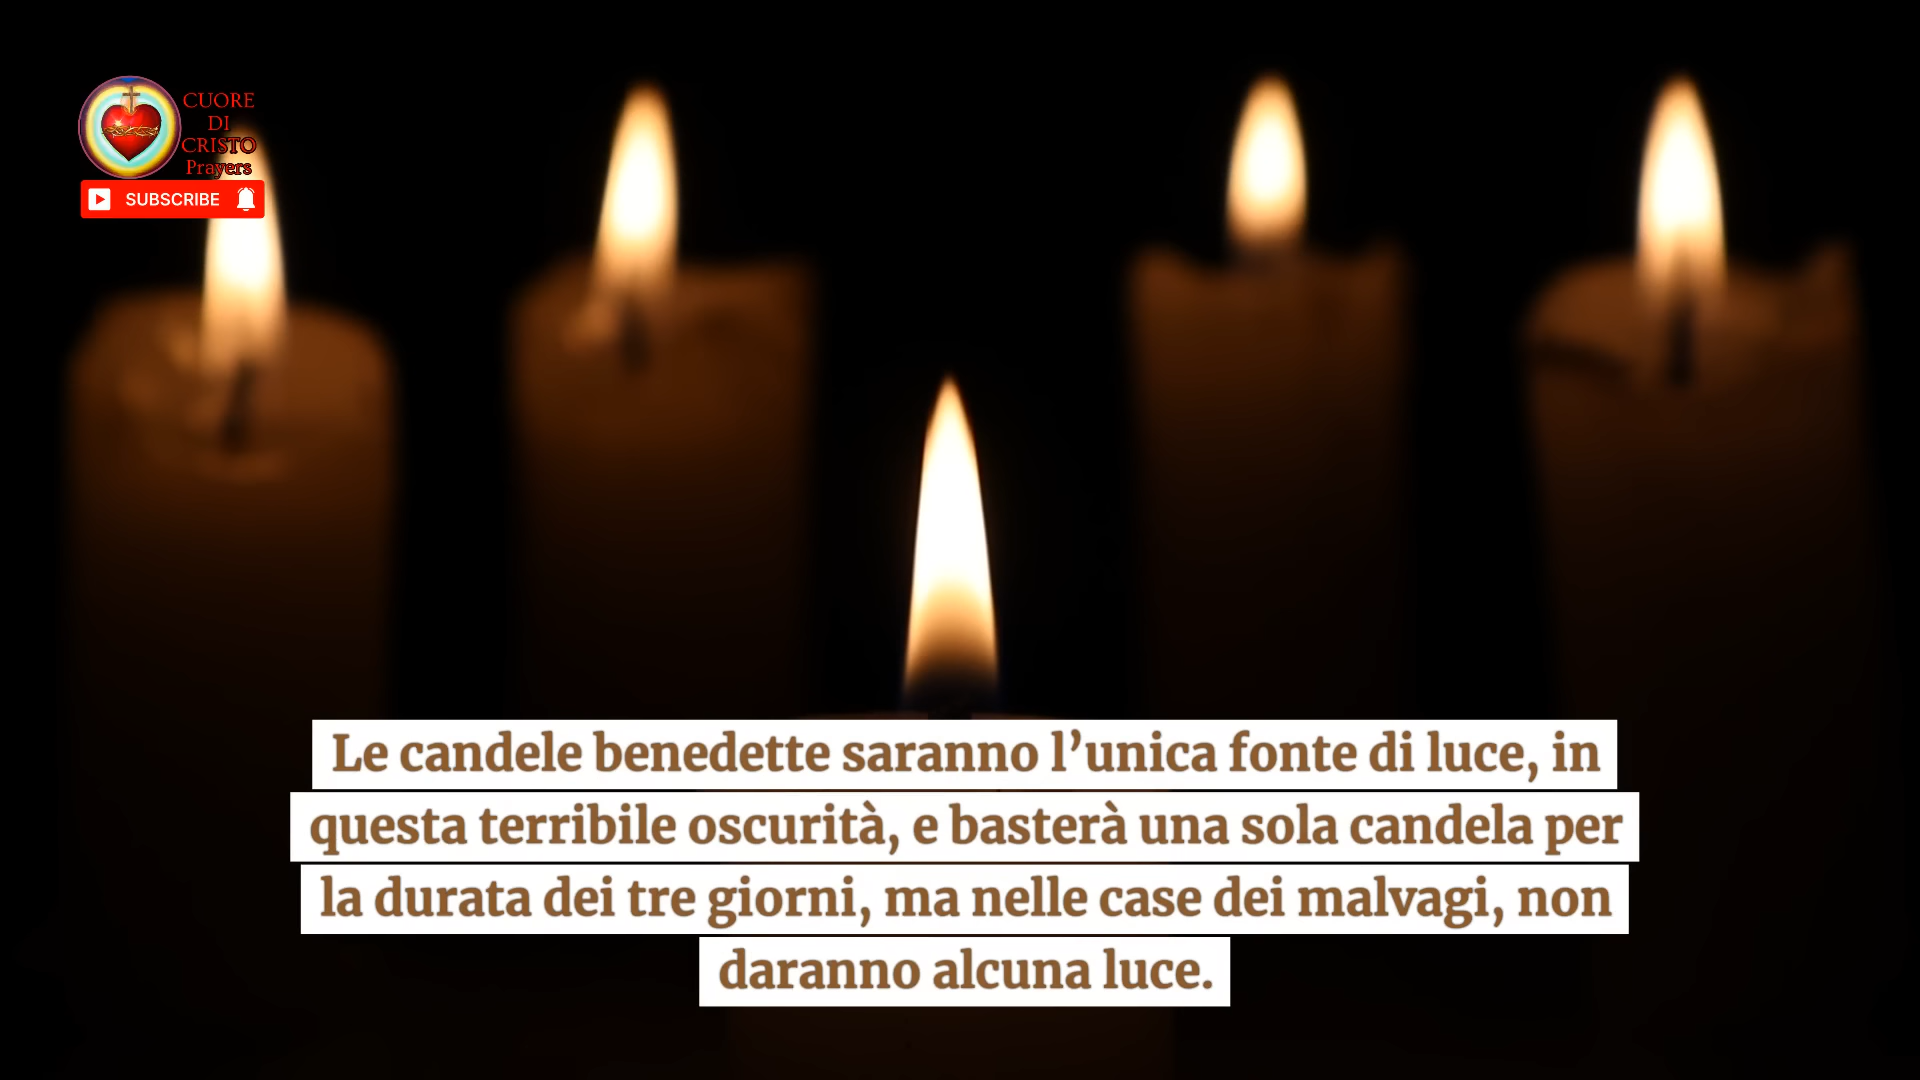 CUORE
DI
CRISTO
Prayers
SUBSCRIBE
Le candele benedette saranno l’unica fonte di luce, in
questa terribile oscurità, e basterà una sola candela per
la durata dei tre giorni, ma nelle case dei malvagi, non
daranno alcuna luce.